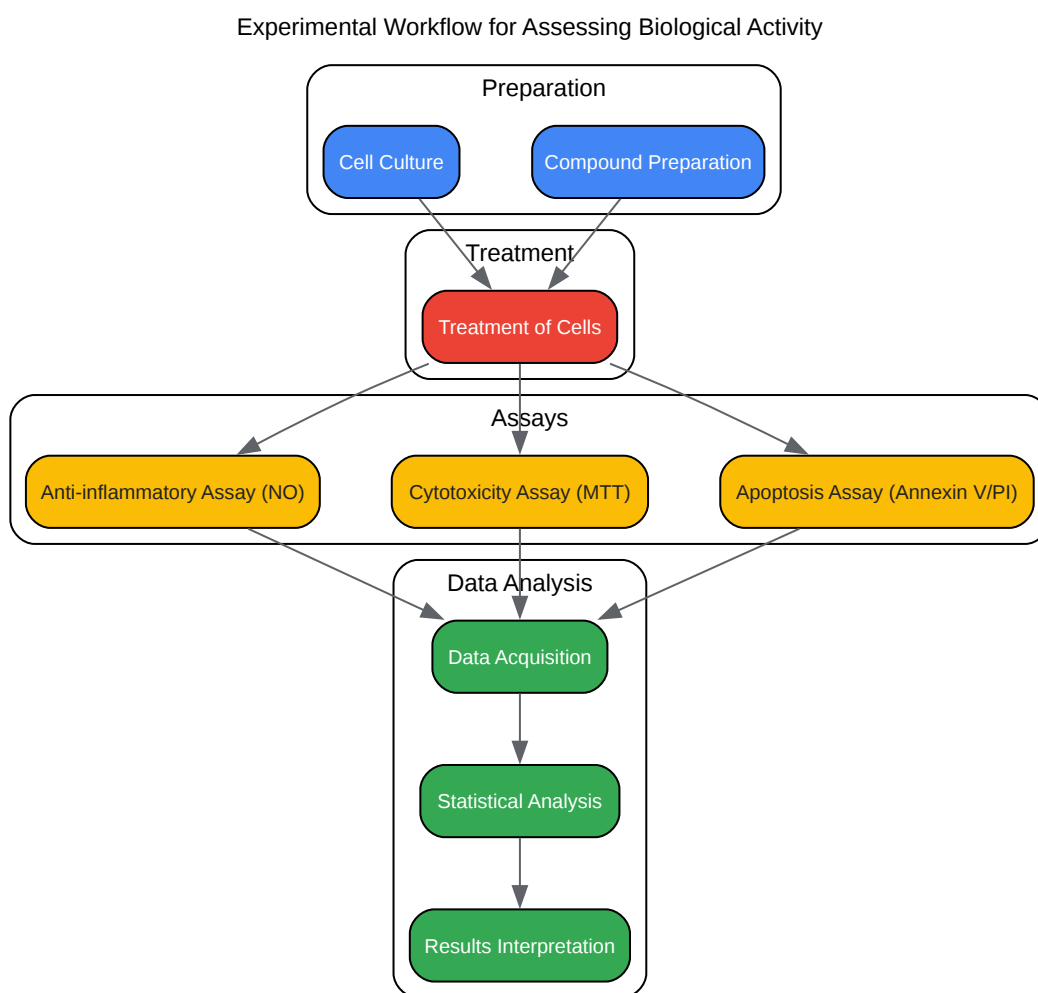 Experimental Workflow for Assessing Biological Activity
Preparation
Cell Culture
Compound Preparation
Treatment
Treatment of Cells
Assays
Anti-inflammatory Assay (NO)
Cytotoxicity Assay (MTT)
Apoptosis Assay (Annexin V/PI)
Data Analysis
Data Acquisition
Statistical Analysis
Results Interpretation